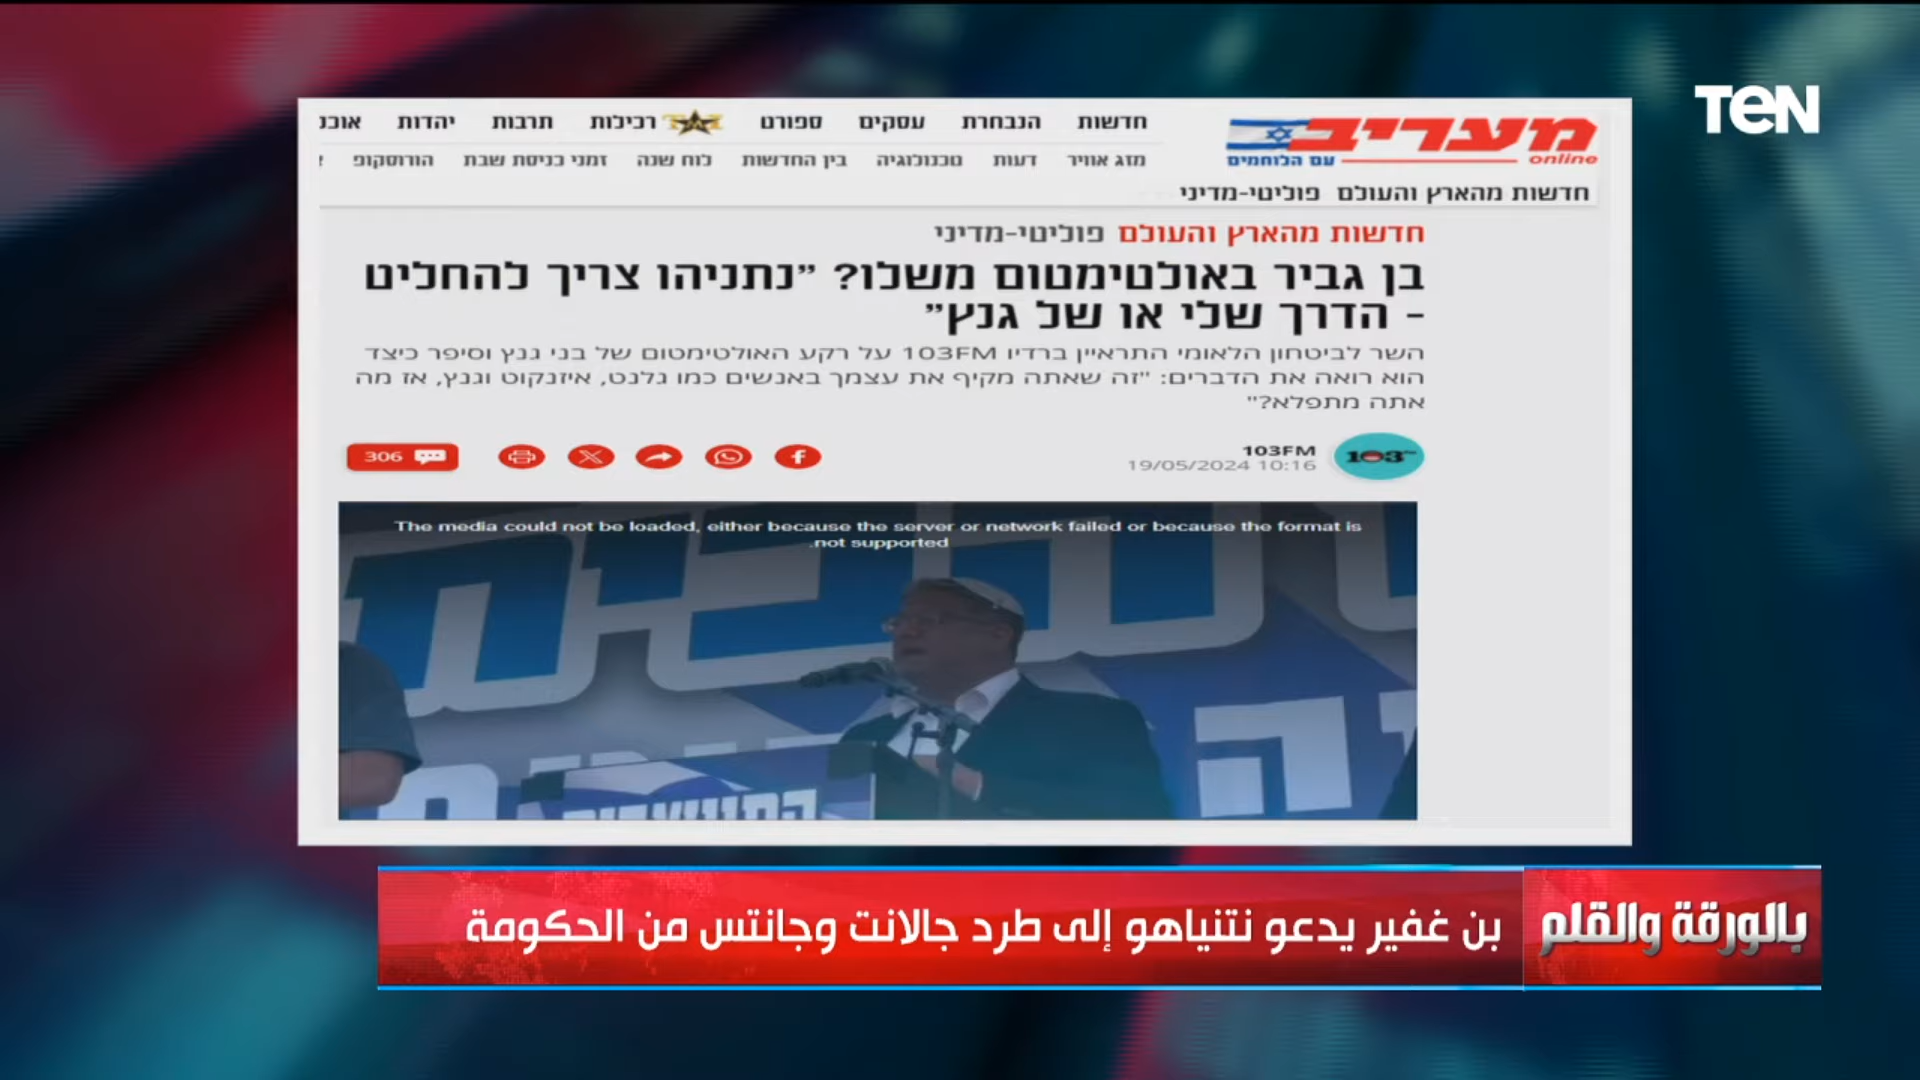 TEN
מעריב
online
עם הלוחמים
חדשות הנבחרת עסקים ספורט TMI רכילות תרבות יהדות אוכל
מזג אוויר דעות טכנולוגיה בין החדשות לוח שנה זמני כניסת שבת הורוסקופ
חדשות מהארץ והעולם פוליטי-מדיני
חדשות מהארץ והעולם פוליטי-מדיני
בן גביר באולטימטום משלו? "נתניהו צריך להחליט
- הדרך שלי או של גנץ"
השר לביטחון הלאומי התראיין ברדיו 103FM על רקע האולטימטום של בני גנץ וסיפר כיצד
הוא רואה את הדברים: "זה שאתה מקיף את עצמך באנשים כמו גלנט, איזנקוט וגנץ, אז מה
אתה מתפלא?"
103FM
19/05/2024 10:16
103FM
306
The media could not be loaded, either because the server or network failed or because the format is
.not supported
بالورقة والقلم
بن غفير يدعو نتنياهو إلى طرد جالانت وجانتس من الحكومة